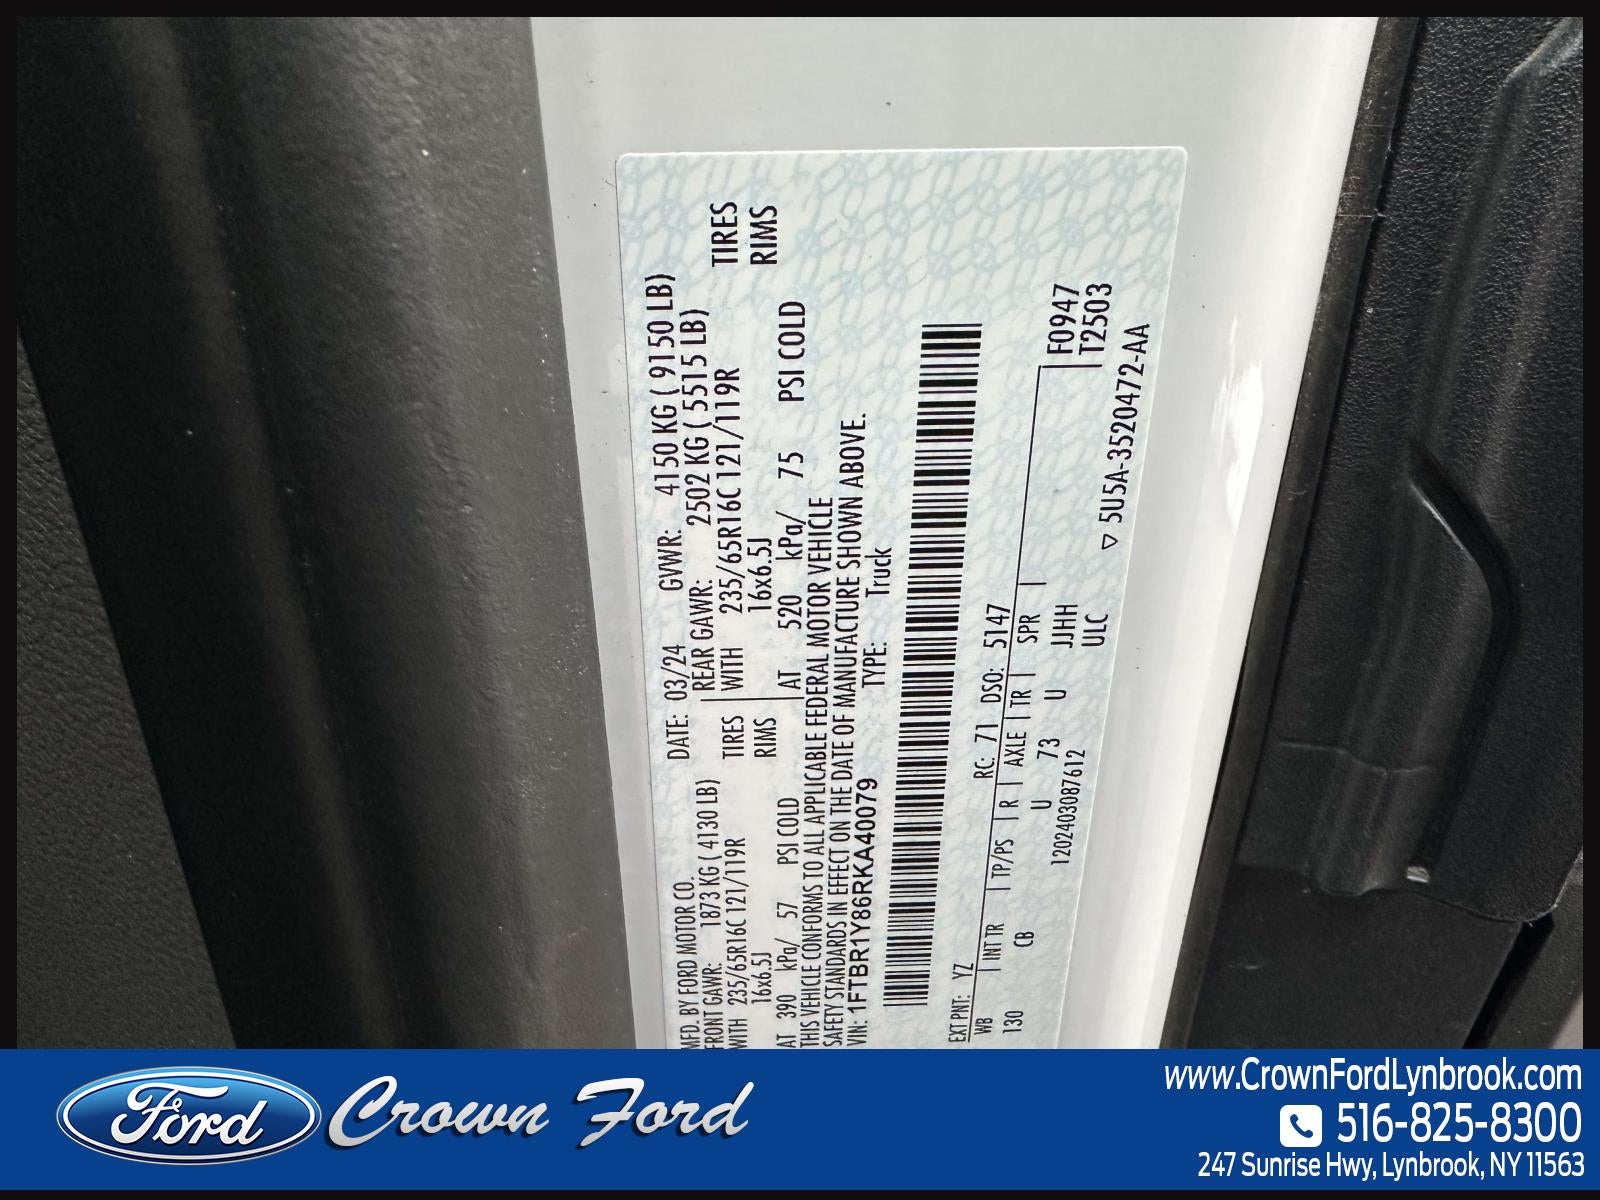 MFD. BY FORD MOTOR CO.
DATE: 03/24 GVWR: 4150 KG ( 9150 LB)
FRONT GAWR: 1873 KG ( 4130 LB)
REAR GAWR: 2502 KG ( 5515 LB)
WITH 235/65R16C 121/119R TIRES
WITH 235/65R16C 121/119R TIRES
16x6.5J RIMS
16x6.5J RIMS
AT 390 kPa/ 57 PSI COLD
AT 520 kPa/ 75 PSI COLD
THIS VEHICLE CONFORMS TO ALL APPLICABLE FEDERAL MOTOR VEHICLE
SAFETY STANDARDS IN EFFECT ON THE DATE OF MANUFACTURE SHOWN ABOVE.
VIN: 1FTBR1Y86RKA40079 TYPE: Truck
EXT PNT: YZ RC: 71 DSO: 5147
WB INT TR TP/PS R AXLE TR SPR
130 CB U 73 U JJHH F0947
1202403087612 ULC T2503
▽ 5U5A-3520472-AA
Ford
Crown Ford
www.CrownFordLynbrook.com
516-825-8300
247 Sunrise Hwy, Lynbrook, NY 11563